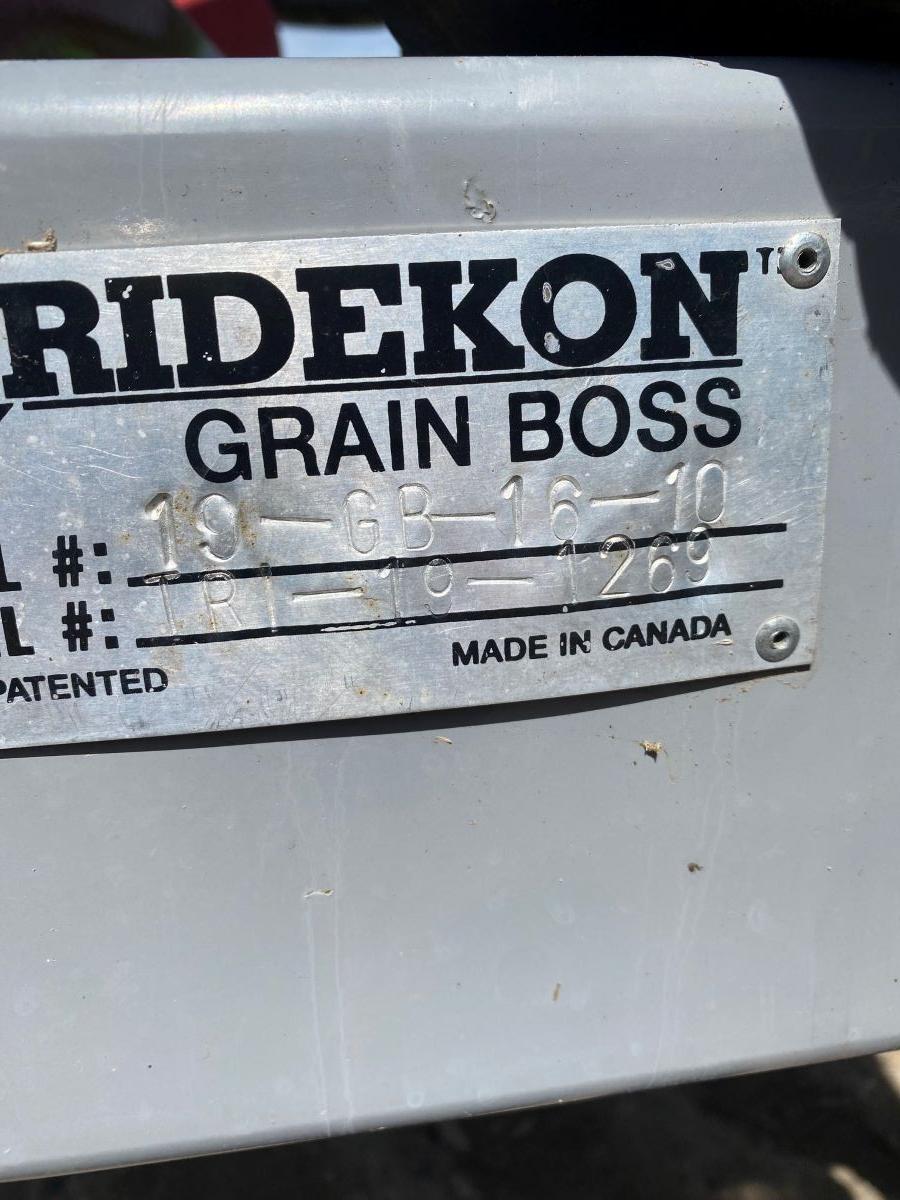 RIDEKON
GRAIN BOSS
L #: 19-GB-16-10
L #: TRI-19-1269
PATENTED MADE IN CANADA